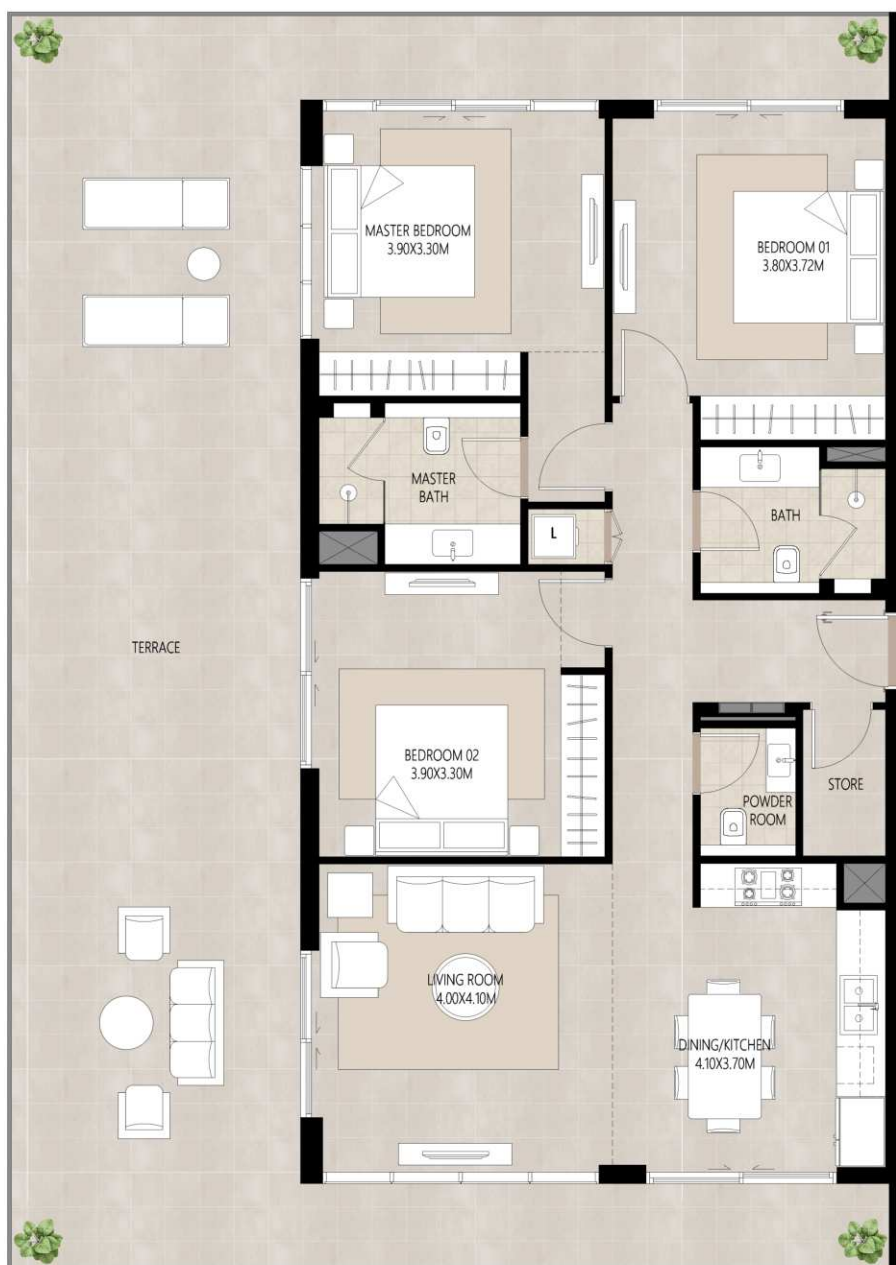 MASTER BEDROOM
3.90X3.30M
BEDROOM 01
3.80X3.72M
MASTER
BATH
L
BATH
TERRACE
BEDROOM 02
3.90X3.30M
POWDER
ROOM
STORE
LIVING ROOM
4.00X4.10M
DINING/KITCHEN
4.10X3.70M